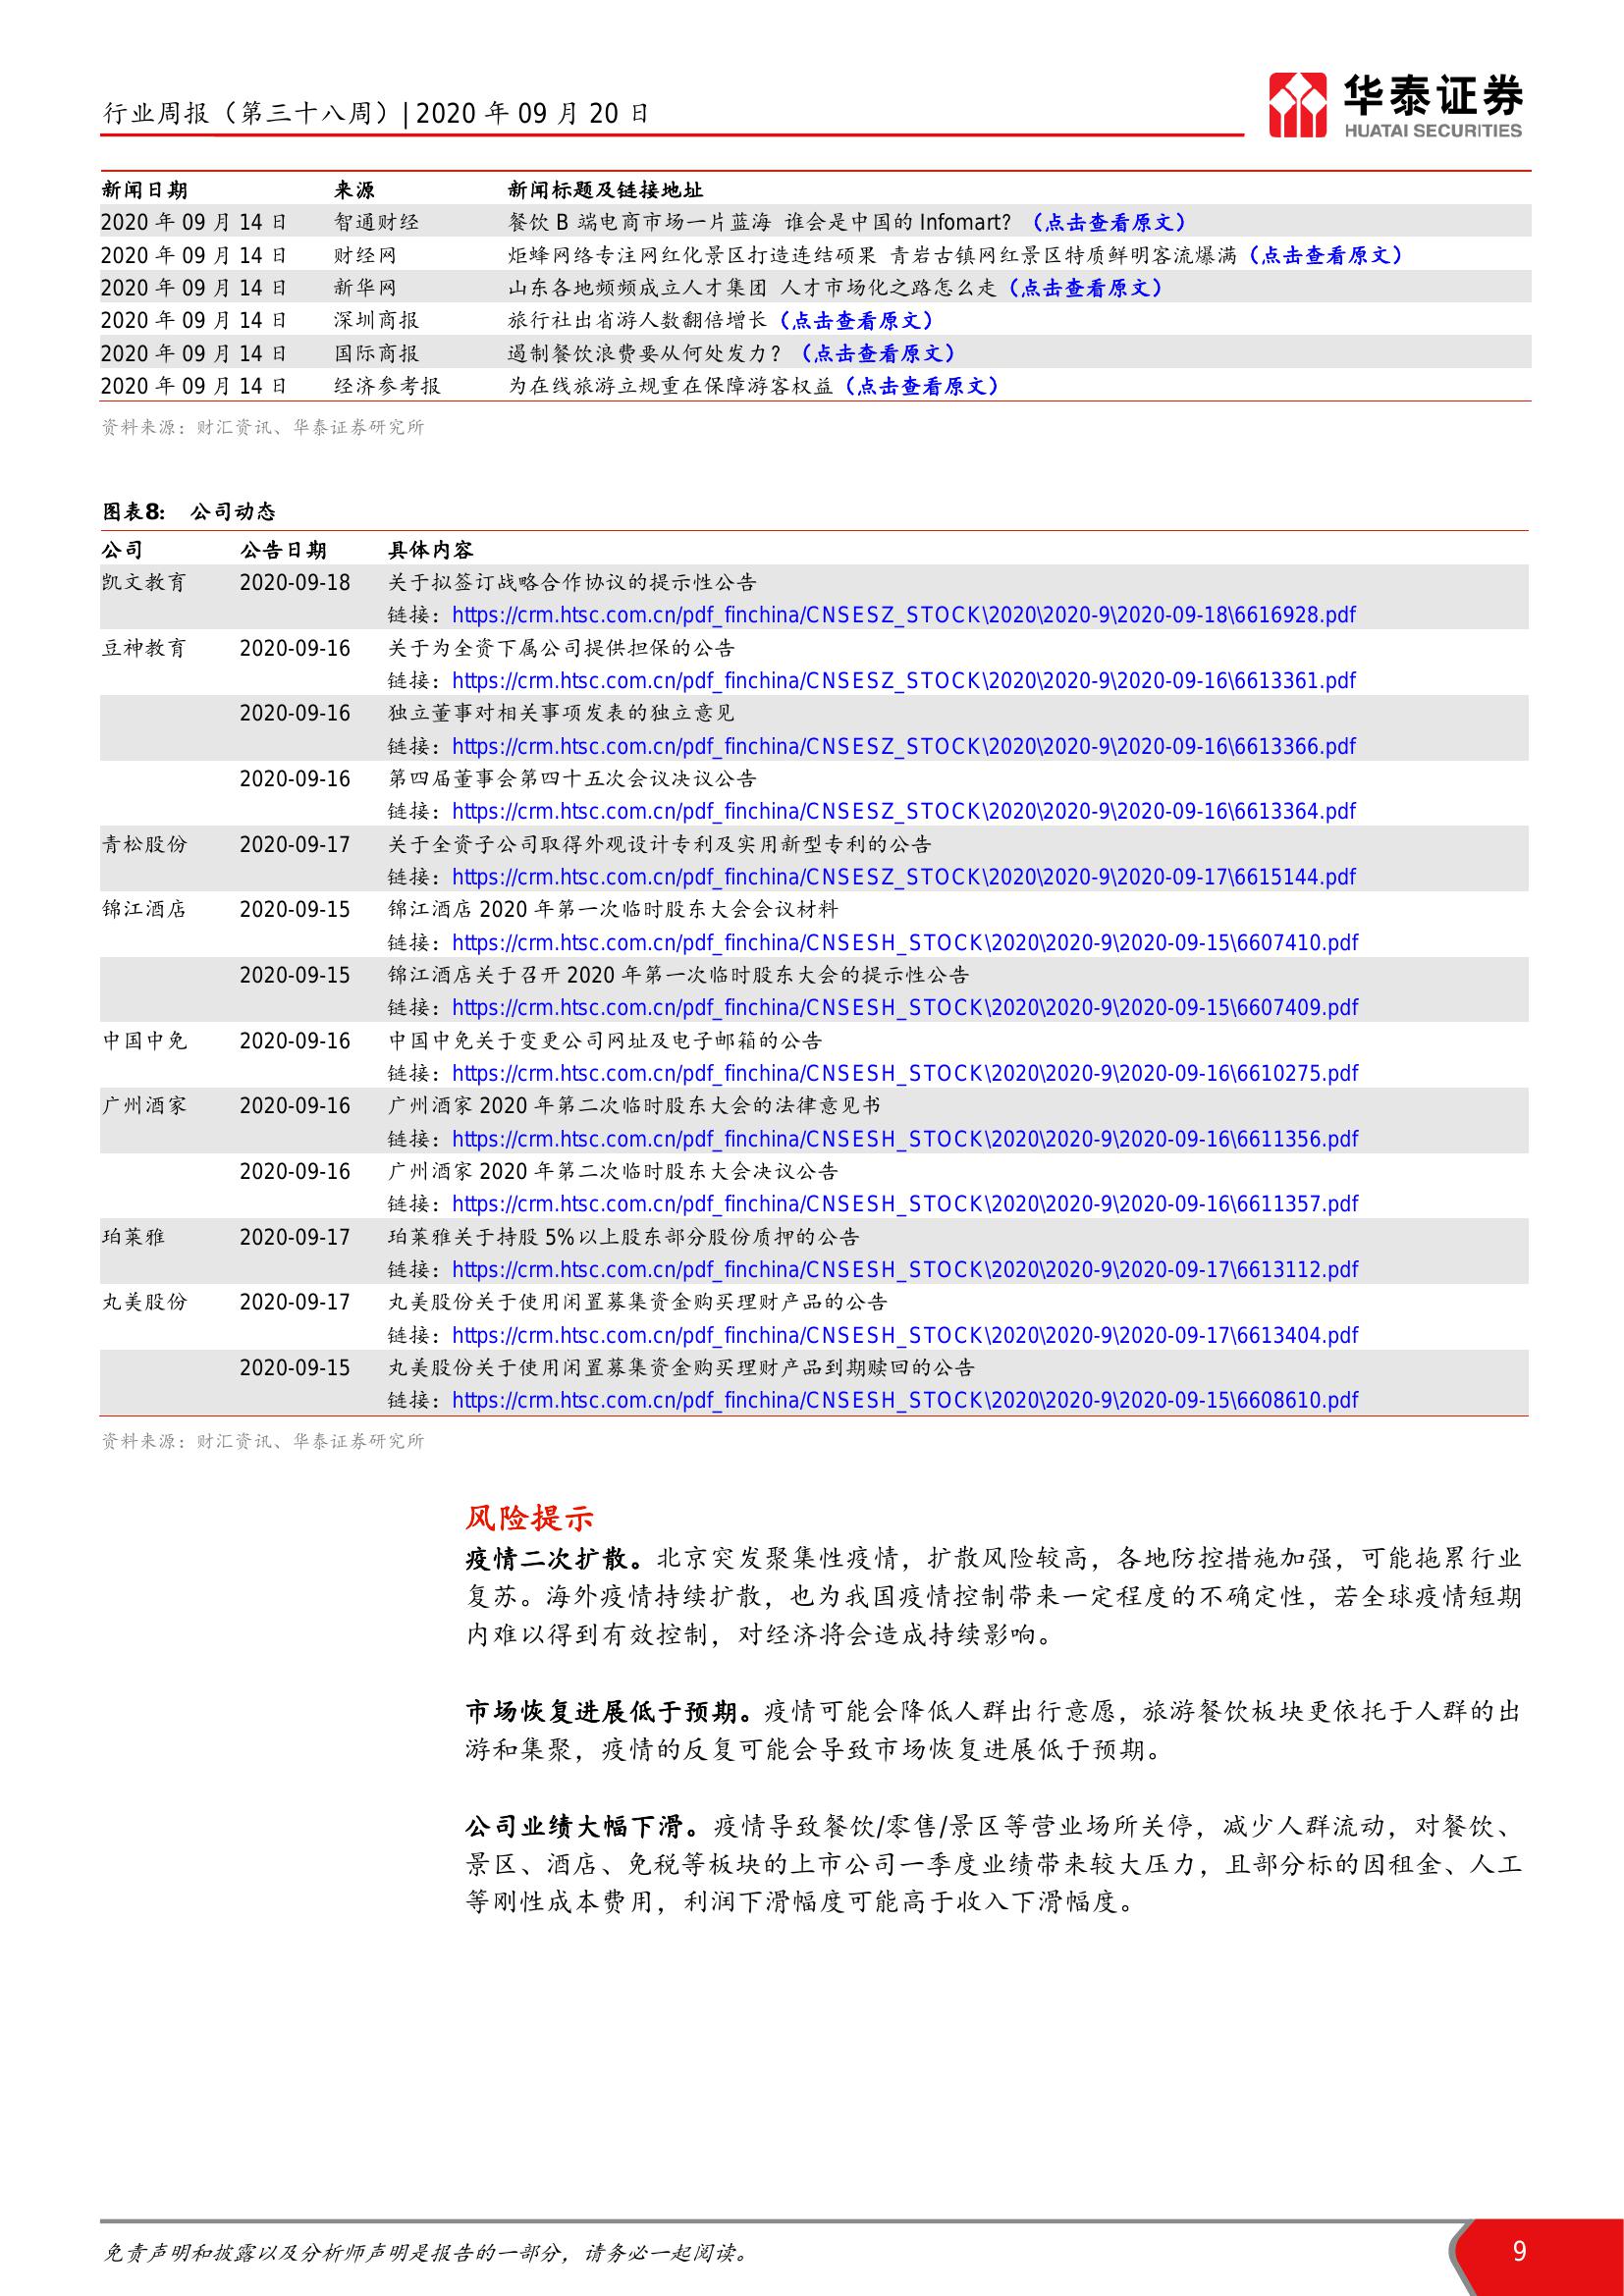 行业周报（第三十八周）| 2020 年 09 月 20 日
华泰证券
HUATAI SECURITIES
新闻日期 来源 新闻标题及链接地址
2020 年 09 月 14 日 智通财经 餐饮 B 端电商市场一片蓝海 谁会是中国的 Infomart？（点击查看原文）
2020 年 09 月 14 日 财经网 炬蜂网络专注网红化景区打造连结硕果 青岩古镇网红景区特质鲜明客流爆满（点击查看原文）
2020 年 09 月 14 日 新华网 山东各地频频成立人才集团 人才市场化之路怎么走（点击查看原文）
2020 年 09 月 14 日 深圳商报 旅行社出省游人数翻倍增长（点击查看原文）
2020 年 09 月 14 日 国际商报 遏制餐饮浪费要从何处发力？（点击查看原文）
2020 年 09 月 14 日 经济参考报 为在线旅游立规重在保障游客权益（点击查看原文）
资料来源：财汇资讯、华泰证券研究所
图表8: 公司动态
公司 公告日期 具体内容
凯文教育 2020-09-18 关于拟签订战略合作协议的提示性公告
链接：https://crm.htsc.com.cn/pdf_finchina/CNSESZ_STOCK\2020\2020-9\2020-09-18\6616928.pdf
豆神教育 2020-09-16 关于为全资下属公司提供担保的公告
链接：https://crm.htsc.com.cn/pdf_finchina/CNSESZ_STOCK\2020\2020-9\2020-09-16\6613361.pdf
2020-09-16 独立董事对相关事项发表的独立意见
链接：https://crm.htsc.com.cn/pdf_finchina/CNSESZ_STOCK\2020\2020-9\2020-09-16\6613366.pdf
2020-09-16 第四届董事会第四十五次会议决议公告
链接：https://crm.htsc.com.cn/pdf_finchina/CNSESZ_STOCK\2020\2020-9\2020-09-16\6613364.pdf
青松股份 2020-09-17 关于全资子公司取得外观设计专利及实用新型专利的公告
链接：https://crm.htsc.com.cn/pdf_finchina/CNSESZ_STOCK\2020\2020-9\2020-09-17\6615144.pdf
锦江酒店 2020-09-15 锦江酒店 2020 年第一次临时股东大会会议材料
链接：https://crm.htsc.com.cn/pdf_finchina/CNSESH_STOCK\2020\2020-9\2020-09-15\6607410.pdf
2020-09-15 锦江酒店关于召开 2020 年第一次临时股东大会的提示性公告
链接：https://crm.htsc.com.cn/pdf_finchina/CNSESH_STOCK\2020\2020-9\2020-09-15\6607409.pdf
中国中免 2020-09-16 中国中免关于变更公司网址及电子邮箱的公告
链接：https://crm.htsc.com.cn/pdf_finchina/CNSESH_STOCK\2020\2020-9\2020-09-16\6610275.pdf
广州酒家 2020-09-16 广州酒家 2020 年第二次临时股东大会的法律意见书
链接：https://crm.htsc.com.cn/pdf_finchina/CNSESH_STOCK\2020\2020-9\2020-09-16\6611356.pdf
2020-09-16 广州酒家 2020 年第二次临时股东大会决议公告
链接：https://crm.htsc.com.cn/pdf_finchina/CNSESH_STOCK\2020\2020-9\2020-09-16\6611357.pdf
珀莱雅 2020-09-17 珀莱雅关于持股 5%以上股东部分股份质押的公告
链接：https://crm.htsc.com.cn/pdf_finchina/CNSESH_STOCK\2020\2020-9\2020-09-17\6613112.pdf
丸美股份 2020-09-17 丸美股份关于使用闲置募集资金购买理财产品的公告
链接：https://crm.htsc.com.cn/pdf_finchina/CNSESH_STOCK\2020\2020-9\2020-09-17\6613404.pdf
2020-09-15 丸美股份关于使用闲置募集资金购买理财产品到期赎回的公告
链接：https://crm.htsc.com.cn/pdf_finchina/CNSESH_STOCK\2020\2020-9\2020-09-15\6608610.pdf
资料来源：财汇资讯、华泰证券研究所
风险提示
疫情二次扩散。北京突发聚集性疫情，扩散风险较高，各地防控措施加强，可能拖累行业
复苏。海外疫情持续扩散，也为我国疫情控制带来一定程度的不确定性，若全球疫情短期
内难以得到有效控制，对经济将会造成持续影响。
市场恢复进展低于预期。疫情可能会降低人群出行意愿，旅游餐饮板块更依托于人群的出
游和集聚，疫情的反复可能会导致市场恢复进展低于预期。
公司业绩大幅下滑。疫情导致餐饮/零售/景区等营业场所关停，减少人群流动，对餐饮、
景区、酒店、免税等板块的上市公司一季度业绩带来较大压力，且部分标的因租金、人工
等刚性成本费用，利润下滑幅度可能高于收入下滑幅度。
免责声明和披露以及分析师声明是报告的一部分，请务必一起阅读。 9